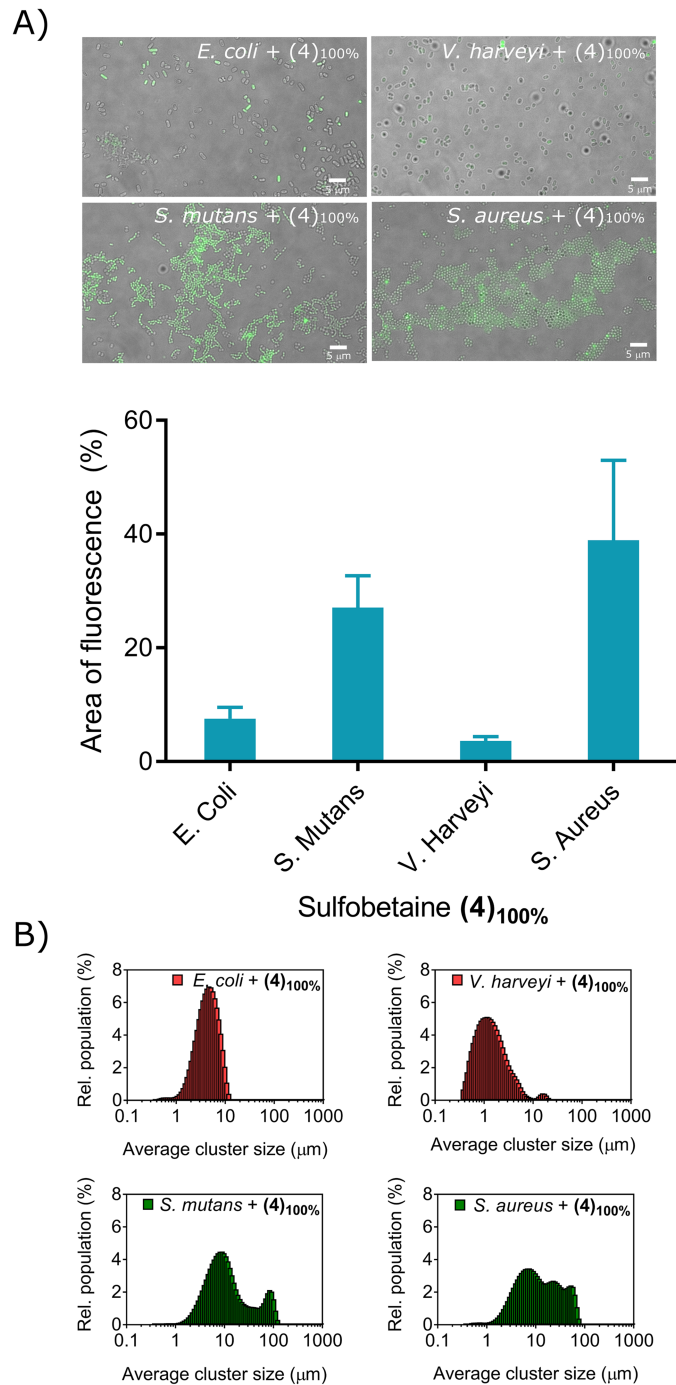 A)
E. coli + (4)100%
V. harveyi + (4)100%
5 μm
5 μm
S. mutans + (4)100%
S. aureus + (4)100%
5 μm
5 μm
60
40
20
0
Area of fluorescence (%)
E. Coli
S. Mutans
V. Harveyi
S. Aureus
Sulfobetaine (4)100%
B)
Rel. population (%)
8
6
4
2
0
E. coli + (4)100%
0.1 1 10 100 1000
Average cluster size (μm)
Rel. population (%)
8
6
4
2
0
V. harveyi + (4)100%
0.1 1 10 100 1000
Average cluster size (μm)
Rel. population (%)
8
6
4
2
0
S. mutans + (4)100%
0.1 1 10 100 1000
Average cluster size (μm)
Rel. population (%)
8
6
4
2
0
S. aureus + (4)100%
0.1 1 10 100 1000
Average cluster size (μm)